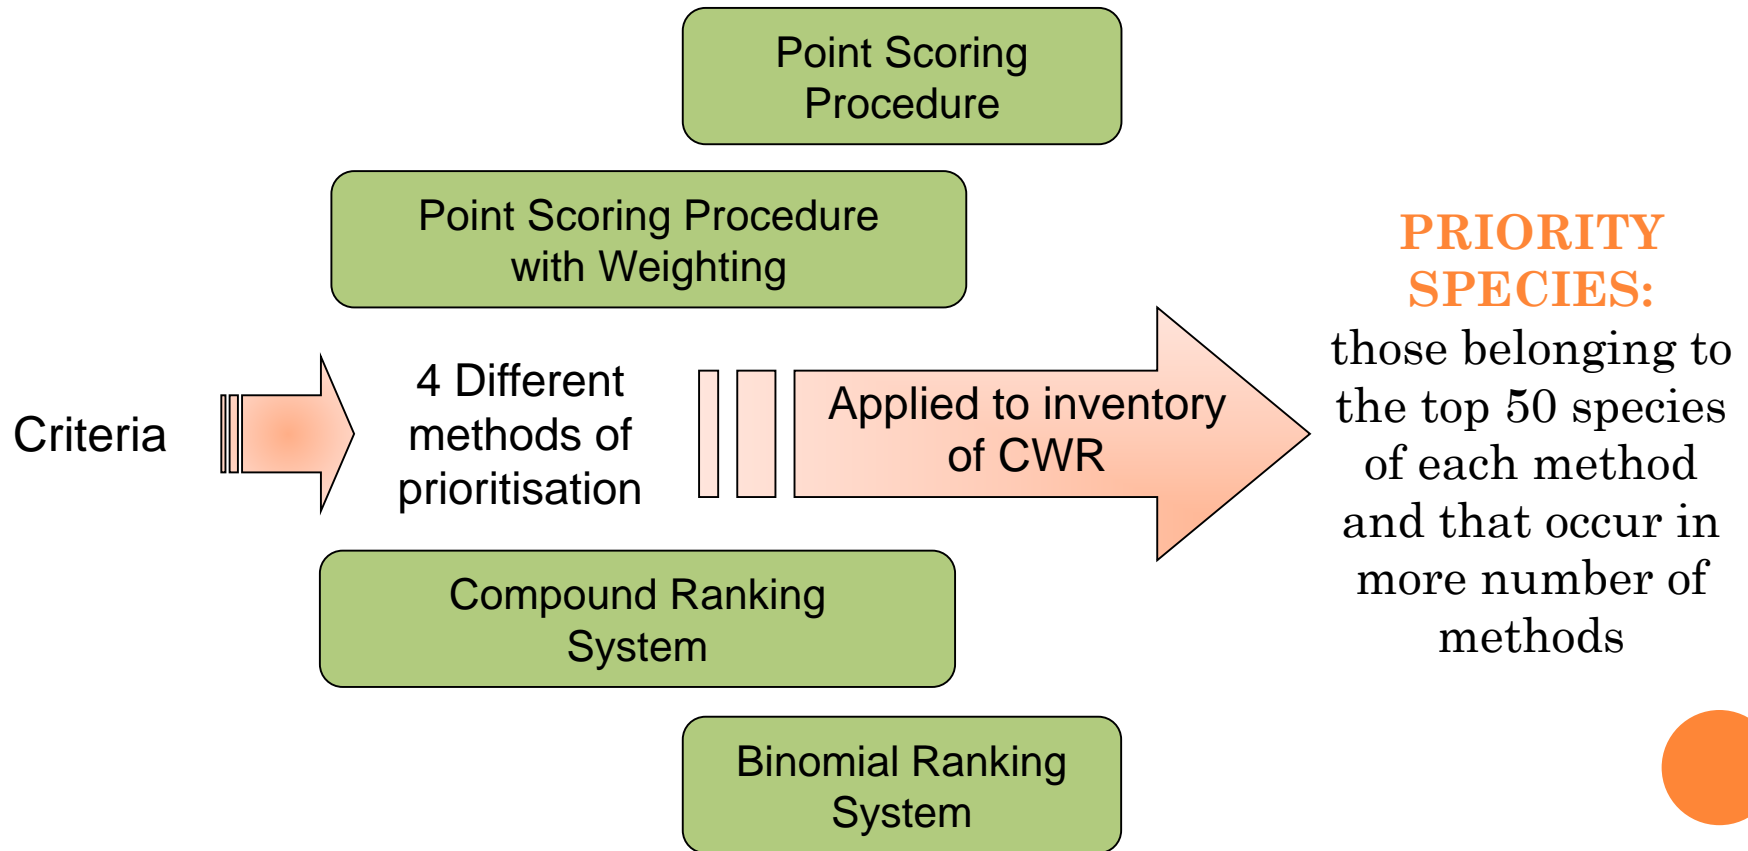 Point Scoring
Procedure
Point Scoring Procedure
with Weighting
Criteria
4 Different
methods of
prioritisation
Applied to inventory
of CWR
Compound Ranking
System
Binomial Ranking
System
PRIORITY
SPECIES:
those belonging to
the top 50 species
of each method
and that occur in
more number of
methods